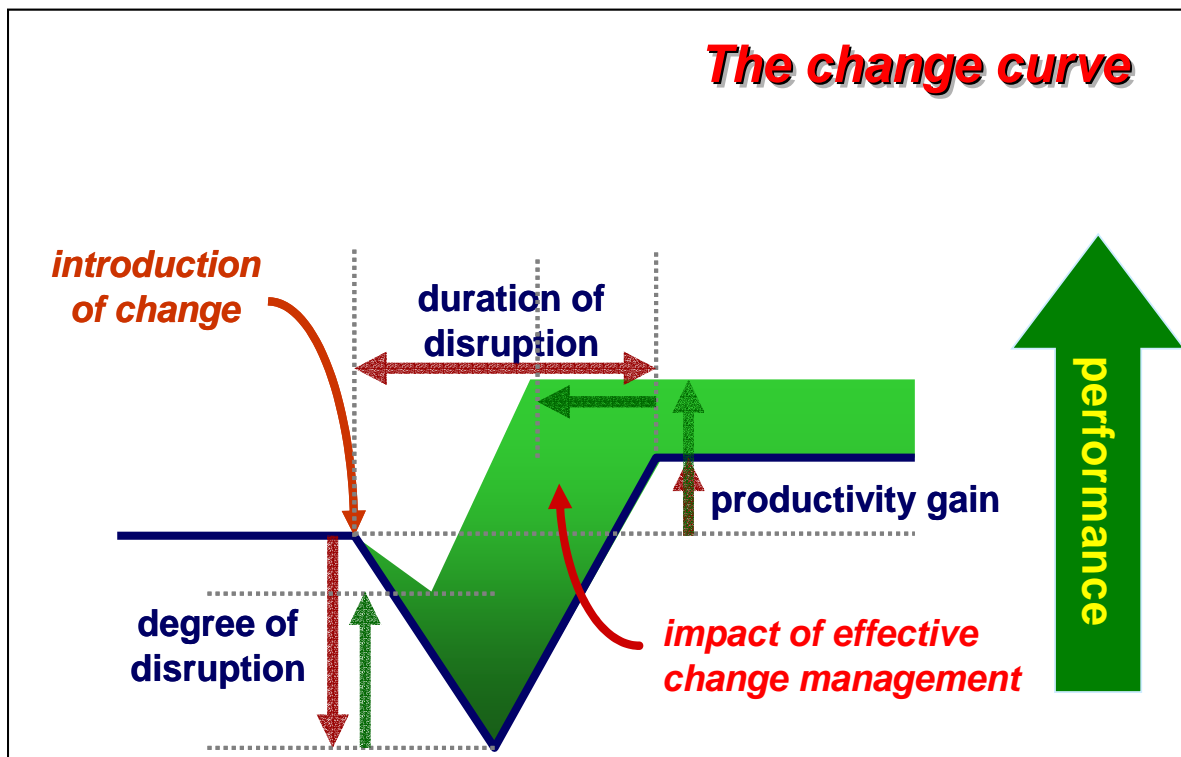 The change curve
introduction
of change
duration of
disruption
performance
productivity gain
degree of
disruption
impact of effective
change management